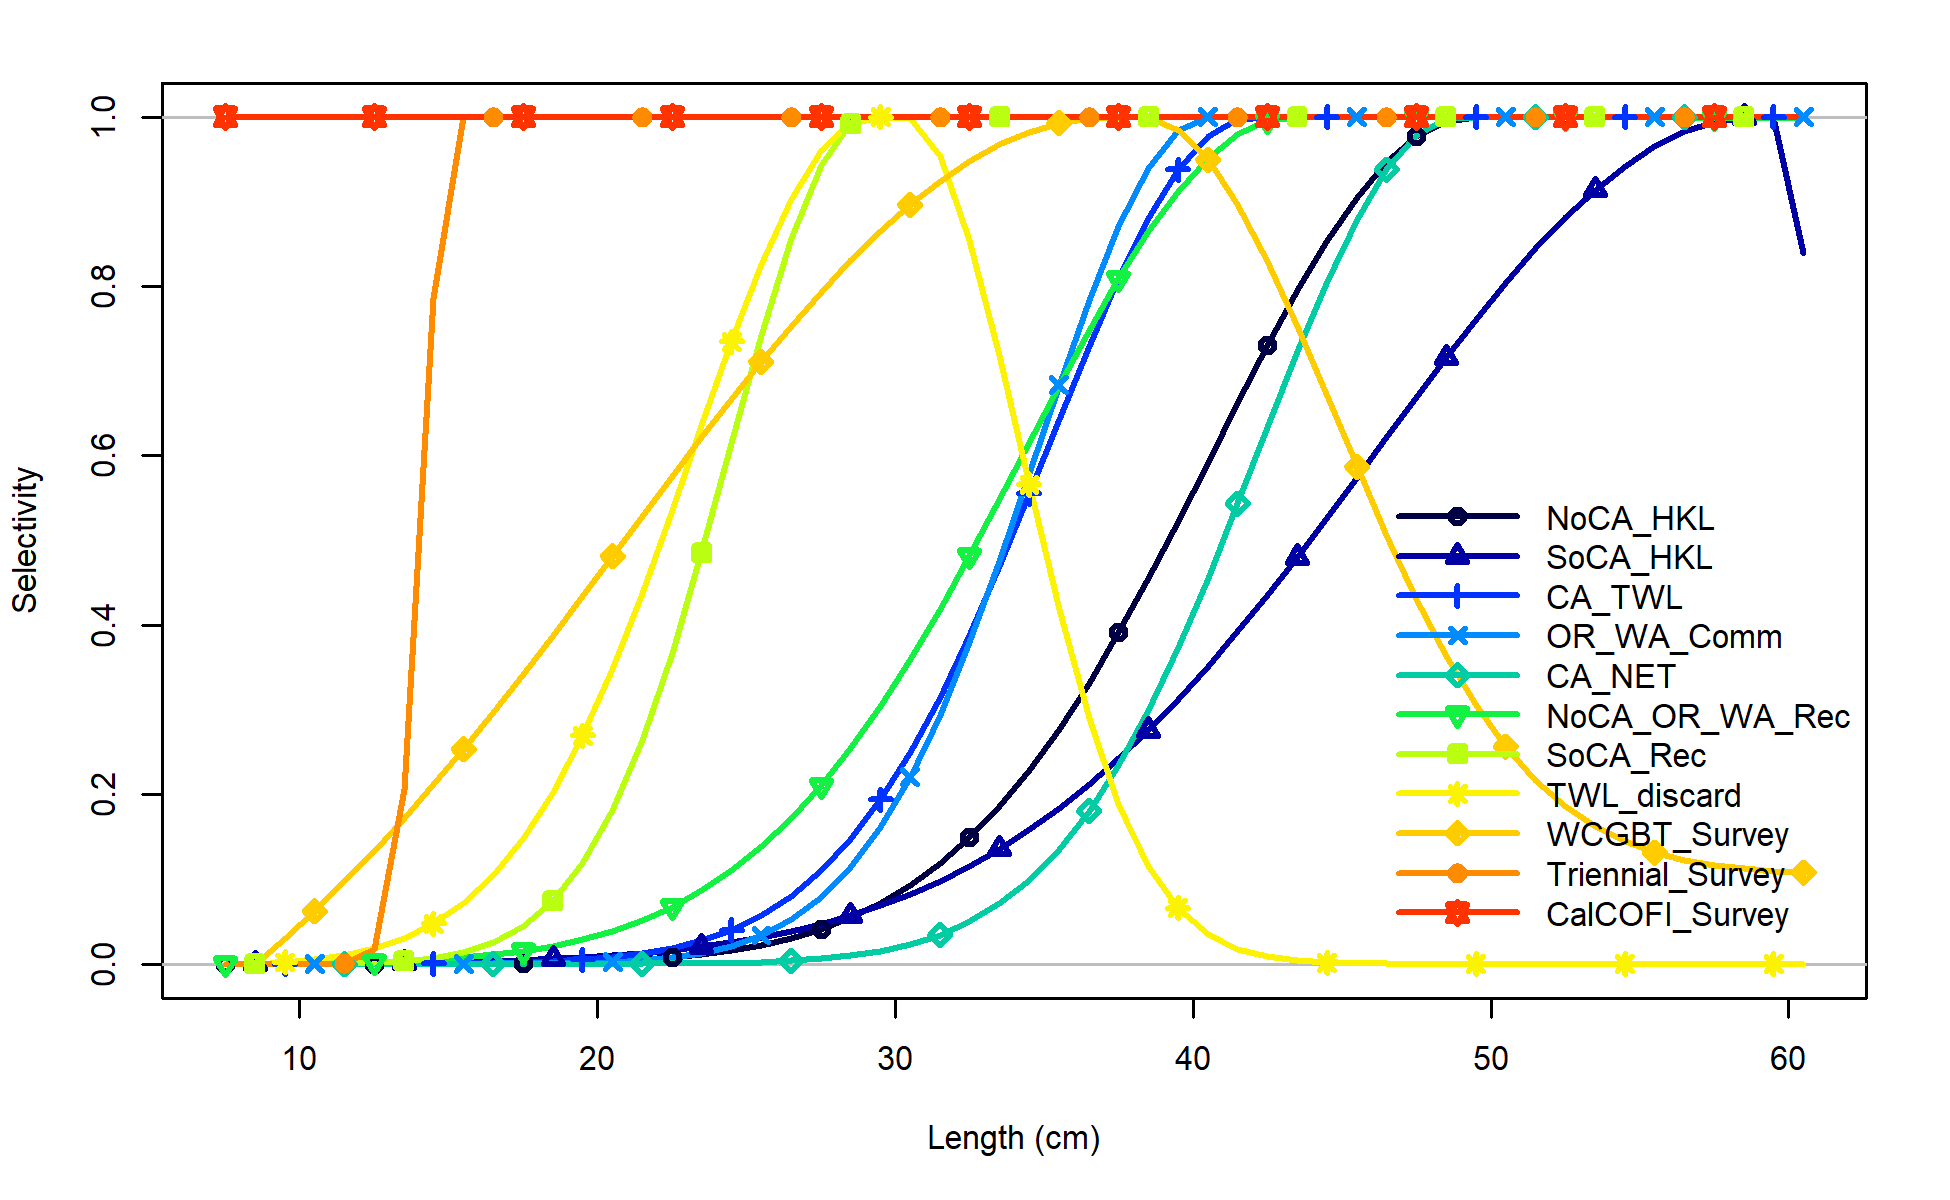 1.0
0.8
0.6
0.4
0.2
0.0
Selectivity
NoCA_HKL
SoCA_HKL
CA_TWL
OR_WA_Comm
CA_NET
NoCA_OR_WA_Rec
SoCA_Rec
TWL_discard
WCGBT_Survey
Triennial_Survey
CalCOFI_Survey
10 20 30 40 50 60
Length (cm)